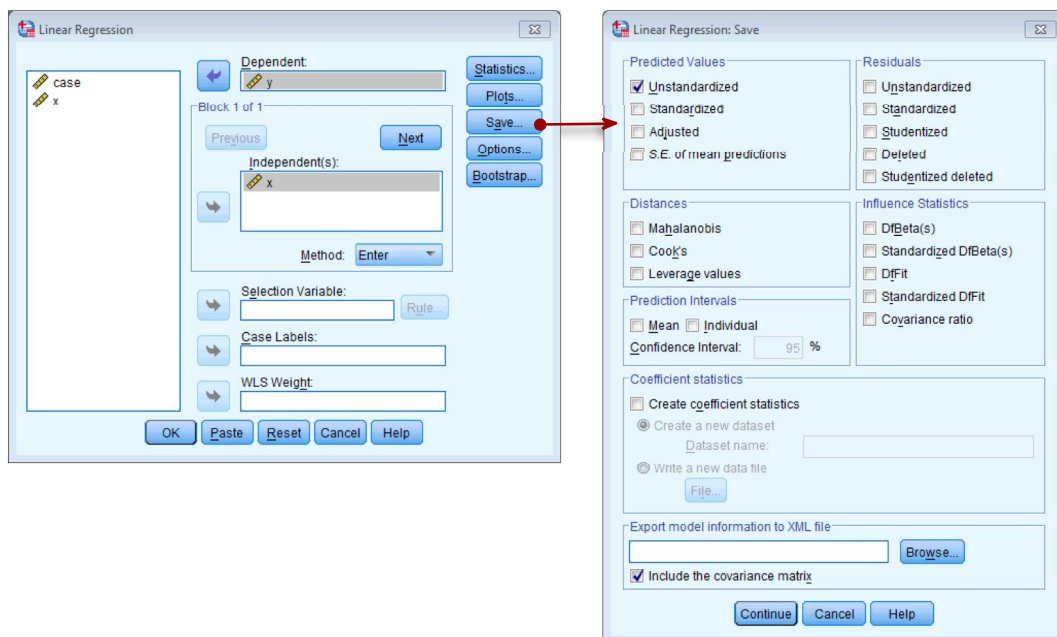 Linear Regression
case
x
Dependent:
y
Block 1 of 1
Previous
Next
Independent(s):
x
Method: Enter
Selection Variable:
Rule...
Case Labels:
WLS Weight:
Statistics...
Plots...
Save...
Options...
Bootstrap...
OK Paste Reset Cancel Help
Linear Regression: Save
Predicted Values
Unstandardized
Standardized
Adjusted
S.E. of mean predictions
Residuals
Unstandardized
Standardized
Studentized
Deleted
Studentized deleted
Distances
Mahalanobis
Cook's
Leverage values
Influence Statistics
DfBeta(s)
Standardized DfBeta(s)
DfFit
Standardized DfFit
Covariance ratio
Prediction Intervals
Mean Individual
Confidence Interval: 95 %
Coefficient statistics
Create coefficient statistics
Create a new dataset
Dataset name:
Write a new data file
File...
Export model information to XML file
Browse...
Include the covariance matrix
Continue Cancel Help